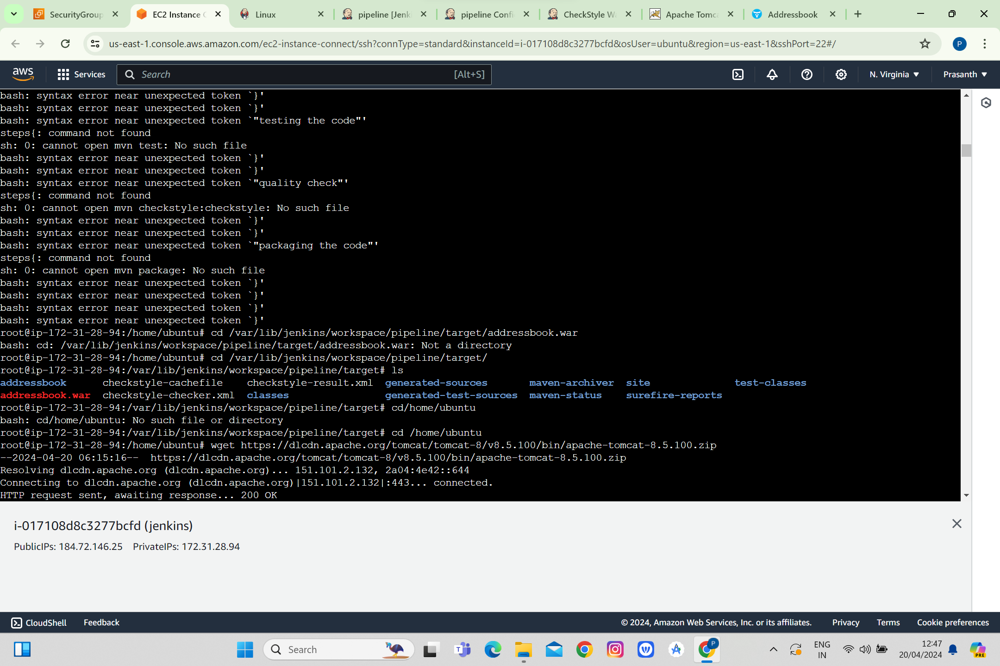 SecurityGroup
EC2 Instance C
Linux
pipeline [Jenk
pipeline Confi
CheckStyle Wa
Apache Tomca
Addressbook
us-east-1.console.aws.amazon.com/ec2-instance-connect/ssh?connType=standard&instanceId=i-017108d8c3277bcfd&osUser=ubuntu&region=us-east-1&sshPort=22#/
P
aws
Services
Search
[Alt+S]
N. Virginia
Prasanth
bash: syntax error near unexpected token `}'
bash: syntax error near unexpected token `}'
bash: syntax error near unexpected token `"testing the code"'
steps{: command not found
sh: 0: cannot open mvn test: No such file
bash: syntax error near unexpected token `}'
bash: syntax error near unexpected token `}'
bash: syntax error near unexpected token `"quality check"'
steps{: command not found
sh: 0: cannot open mvn checkstyle:checkstyle: No such file
bash: syntax error near unexpected token `}'
bash: syntax error near unexpected token `}'
bash: syntax error near unexpected token `"packaging the code"'
steps{: command not found
sh: 0: cannot open mvn package: No such file
bash: syntax error near unexpected token `}'
bash: syntax error near unexpected token `}'
bash: syntax error near unexpected token `}'
bash: syntax error near unexpected token `}'
root@ip-172-31-28-94:/home/ubuntu# cd /var/lib/jenkins/workspace/pipeline/target/addressbook.war
bash: cd: /var/lib/jenkins/workspace/pipeline/target/addressbook.war: Not a directory
root@ip-172-31-28-94:/home/ubuntu# cd /var/lib/jenkins/workspace/pipeline/target/
root@ip-172-31-28-94:/var/lib/jenkins/workspace/pipeline/target# ls
addressbook      checkstyle-cachefile    checkstyle-result.xml  generated-sources       maven-archiver  site              test-classes
addressbook.war  checkstyle-checker.xml  classes                generated-test-sources  maven-status    surefire-reports
root@ip-172-31-28-94:/var/lib/jenkins/workspace/pipeline/target# cd/home/ubuntu
bash: cd/home/ubuntu: No such file or directory
root@ip-172-31-28-94:/var/lib/jenkins/workspace/pipeline/target# cd /home/ubuntu
root@ip-172-31-28-94:/home/ubuntu# wget https://dlcdn.apache.org/tomcat/tomcat-8/v8.5.100/bin/apache-tomcat-8.5.100.zip
--2024-04-20 06:15:16--  https://dlcdn.apache.org/tomcat/tomcat-8/v8.5.100/bin/apache-tomcat-8.5.100.zip
Resolving dlcdn.apache.org (dlcdn.apache.org)... 151.101.2.132, 2a04:4e42::644
Connecting to dlcdn.apache.org (dlcdn.apache.org)|151.101.2.132|:443... connected.
HTTP request sent, awaiting response... 200 OK
i-017108d8c3277bcfd (jenkins)
PublicIPs: 184.72.146.25    PrivateIPs: 172.31.28.94
CloudShell
Feedback
© 2024, Amazon Web Services, Inc. or its affiliates.
Privacy
Terms
Cookie preferences
Search
P
ENG
IN
12:47
20/04/2024
PRE